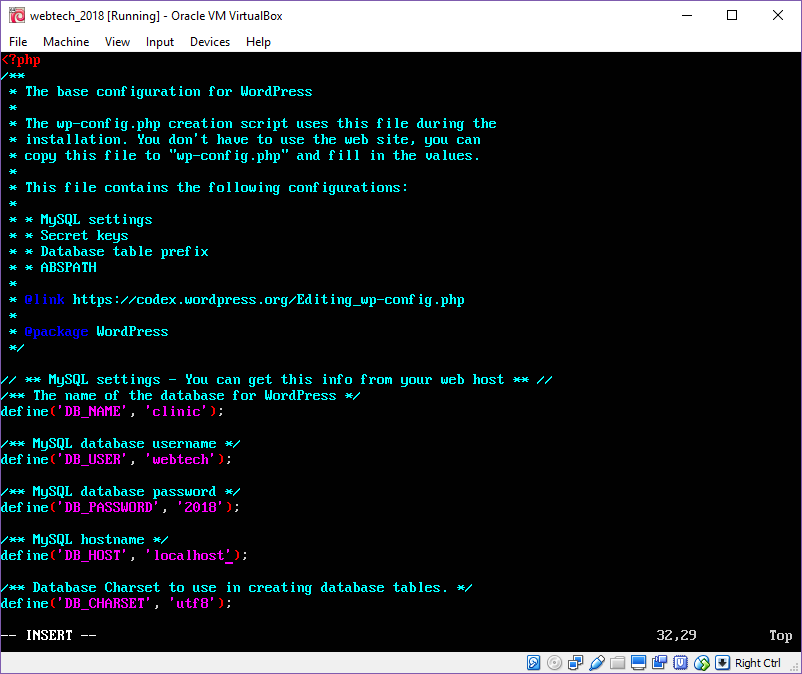 webtech_2018 [Running] - Oracle VM VirtualBox
File Machine View Input Devices Help
<?php
/**
 * The base configuration for WordPress
 *
 * The wp-config.php creation script uses this file during the
 * installation. You don't have to use the web site, you can
 * copy this file to "wp-config.php" and fill in the values.
 *
 * This file contains the following configurations:
 *
 * * MySQL settings
 * * Secret keys
 * * Database table prefix
 * * ABSPATH
 *
 * @link https://codex.wordpress.org/Editing_wp-config.php
 *
 * @package WordPress
 */
// ** MySQL settings - You can get this info from your web host ** //
/** The name of the database for WordPress */
define('DB_NAME', 'clinic');
/** MySQL database username */
define('DB_USER', 'webtech');
/** MySQL database password */
define('DB_PASSWORD', '2018');
/** MySQL hostname */
define('DB_HOST', 'localhost');
/** Database Charset to use in creating database tables. */
define('DB_CHARSET', 'utf8');
-- INSERT -- 32,29 Top
Right Ctrl